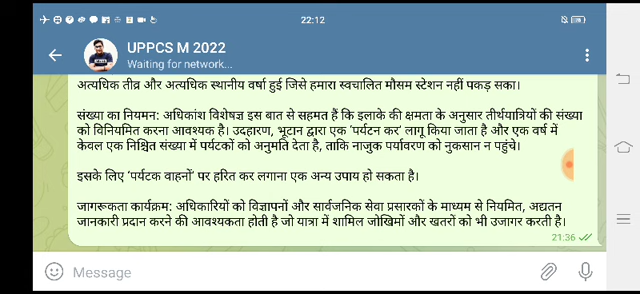 22:12
UPPCS M 2022
Waiting for network...
अत्यधिक तीव्र और अत्यधिक स्थानीय वर्षा हुई जिसे हमारा स्वचालित मौसम स्टेशन नहीं पकड़ सका।
संख्या का नियमन: अधिकांश विशेषज्ञ इस बात से सहमत हैं कि इलाके की क्षमता के अनुसार तीर्थयात्रियों की संख्या
को विनियमित करना आवश्यक है। उदहारण, भूटान द्वारा एक ‘पर्यटन कर’ लागू किया जाता है और एक वर्ष में
केवल एक निश्चित संख्या में पर्यटकों को अनुमति देता है, ताकि नाजुक पर्यावरण को नुकसान न पहुंचे।
इसके लिए ‘पर्यटक वाहनों’ पर हरित कर लगाना एक अन्य उपाय हो सकता है।
जागरूकता कार्यक्रम: अधिकारियों को विज्ञापनों और सार्वजनिक सेवा प्रसारकों के माध्यम से नियमित, अद्यतन
जानकारी प्रदान करने की आवश्यकता होती है जो यात्रा में शामिल जोखिमों और खतरों को भी उजागर करती है।
21:36
Message